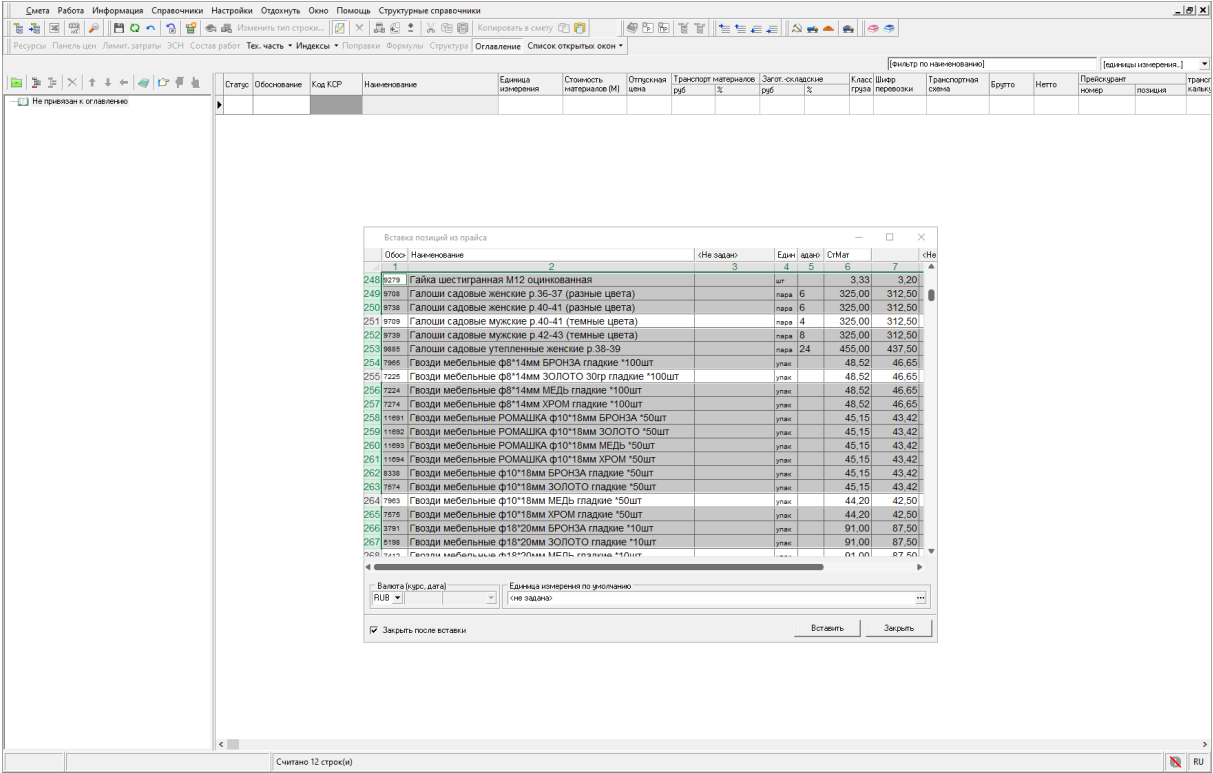 Смета Работа Информация Справочники Настройки Отдохнуть Окно Помощь Структурные справочники
Изменить тип строки... Копировать в смету
Ресурсы Панель цен Лимит. затраты ЗСН Состав работ Тех. часть Индексы Поправки Формулы Структура Оглавление Список открытых окон
[фильтр по наименованию] [единицы измерения..]
Статус Обоснование Код КСР Наименование Единица измерения Стоимость материалов (М) Отпускная цена Транспорт материалов руб % Загот.-складские руб % Класс груза Шифр перевозки Транспортная схема Брутто Нетто Прейскурант номер позиция
Не привязан к оглавлению
Вставка позиций из прайса
Наименование <Не задан> Един адан> СтМат <Не
1 2 3 4 5 6 7
248 9279 Гайка шестигранная М12 оцинкованная шт 3,33 3,20
249 9708 Галоши садовые женские р.36-37 (разные цвета) пара 6 325,00 312,50
250 9738 Галоши садовые женские р.40-41 (разные цвета) пара 6 325,00 312,50
251 9709 Галоши садовые мужские р.40-41 (темные цвета) пара 4 325,00 312,50
252 9739 Галоши садовые мужские р.42-43 (темные цвета) пара 8 325,00 312,50
253 9885 Галоши садовые утепленные женские р.38-39 пара 24 455,00 437,50
254 7965 Гвозди мебельные ф8*14мм БРОНЗА гладкие *100шт упак 48,52 46,65
255 7225 Гвозди мебельные ф8*14мм ЗОЛОТО 30гр гладкие *100шт упак 48,52 46,65
256 7224 Гвозди мебельные ф8*14мм МЕДЬ гладкие *100шт упак 48,52 46,65
257 7274 Гвозди мебельные ф8*14мм ХРОМ гладкие *100шт упак 48,52 46,65
258 11691 Гвозди мебельные РОМАШКА ф10*18мм БРОНЗА *50шт упак 45,15 43,42
259 11692 Гвозди мебельные РОМАШКА ф10*18мм ЗОЛОТО *50шт упак 45,15 43,42
260 11693 Гвозди мебельные РОМАШКА ф10*18мм МЕДЬ *50шт упак 45,15 43,42
261 11694 Гвозди мебельные РОМАШКА ф10*18мм ХРОМ *50шт упак 45,15 43,42
262 8338 Гвозди мебельные ф10*18мм БРОНЗА гладкие *50шт упак 45,15 43,42
263 7674 Гвозди мебельные ф10*18мм ЗОЛОТО гладкие *50шт упак 45,15 43,42
264 7963 Гвозди мебельные ф10*18мм МЕДЬ гладкие *50шт упак 44,20 42,50
265 7675 Гвозди мебельные ф10*18мм ХРОМ гладкие *50шт упак 44,20 42,50
266 3791 Гвозди мебельные ф18*20мм БРОНЗА гладкие *10шт упак 91,00 87,50
267 Гвозди мебельные ф18*20мм ЗОЛОТО гладкие *10шт упак 91,00 87,50
268 Гвозди мебельные ф18*20мм МЕДЬ гладкие *10шт 91,00 87,50
Валюта (курс, дата) Единица измерения по умолчанию
RUB <не задана> ...
Закрыть после вставки Вставить Закрыть
Считано 12 строк(и) RU